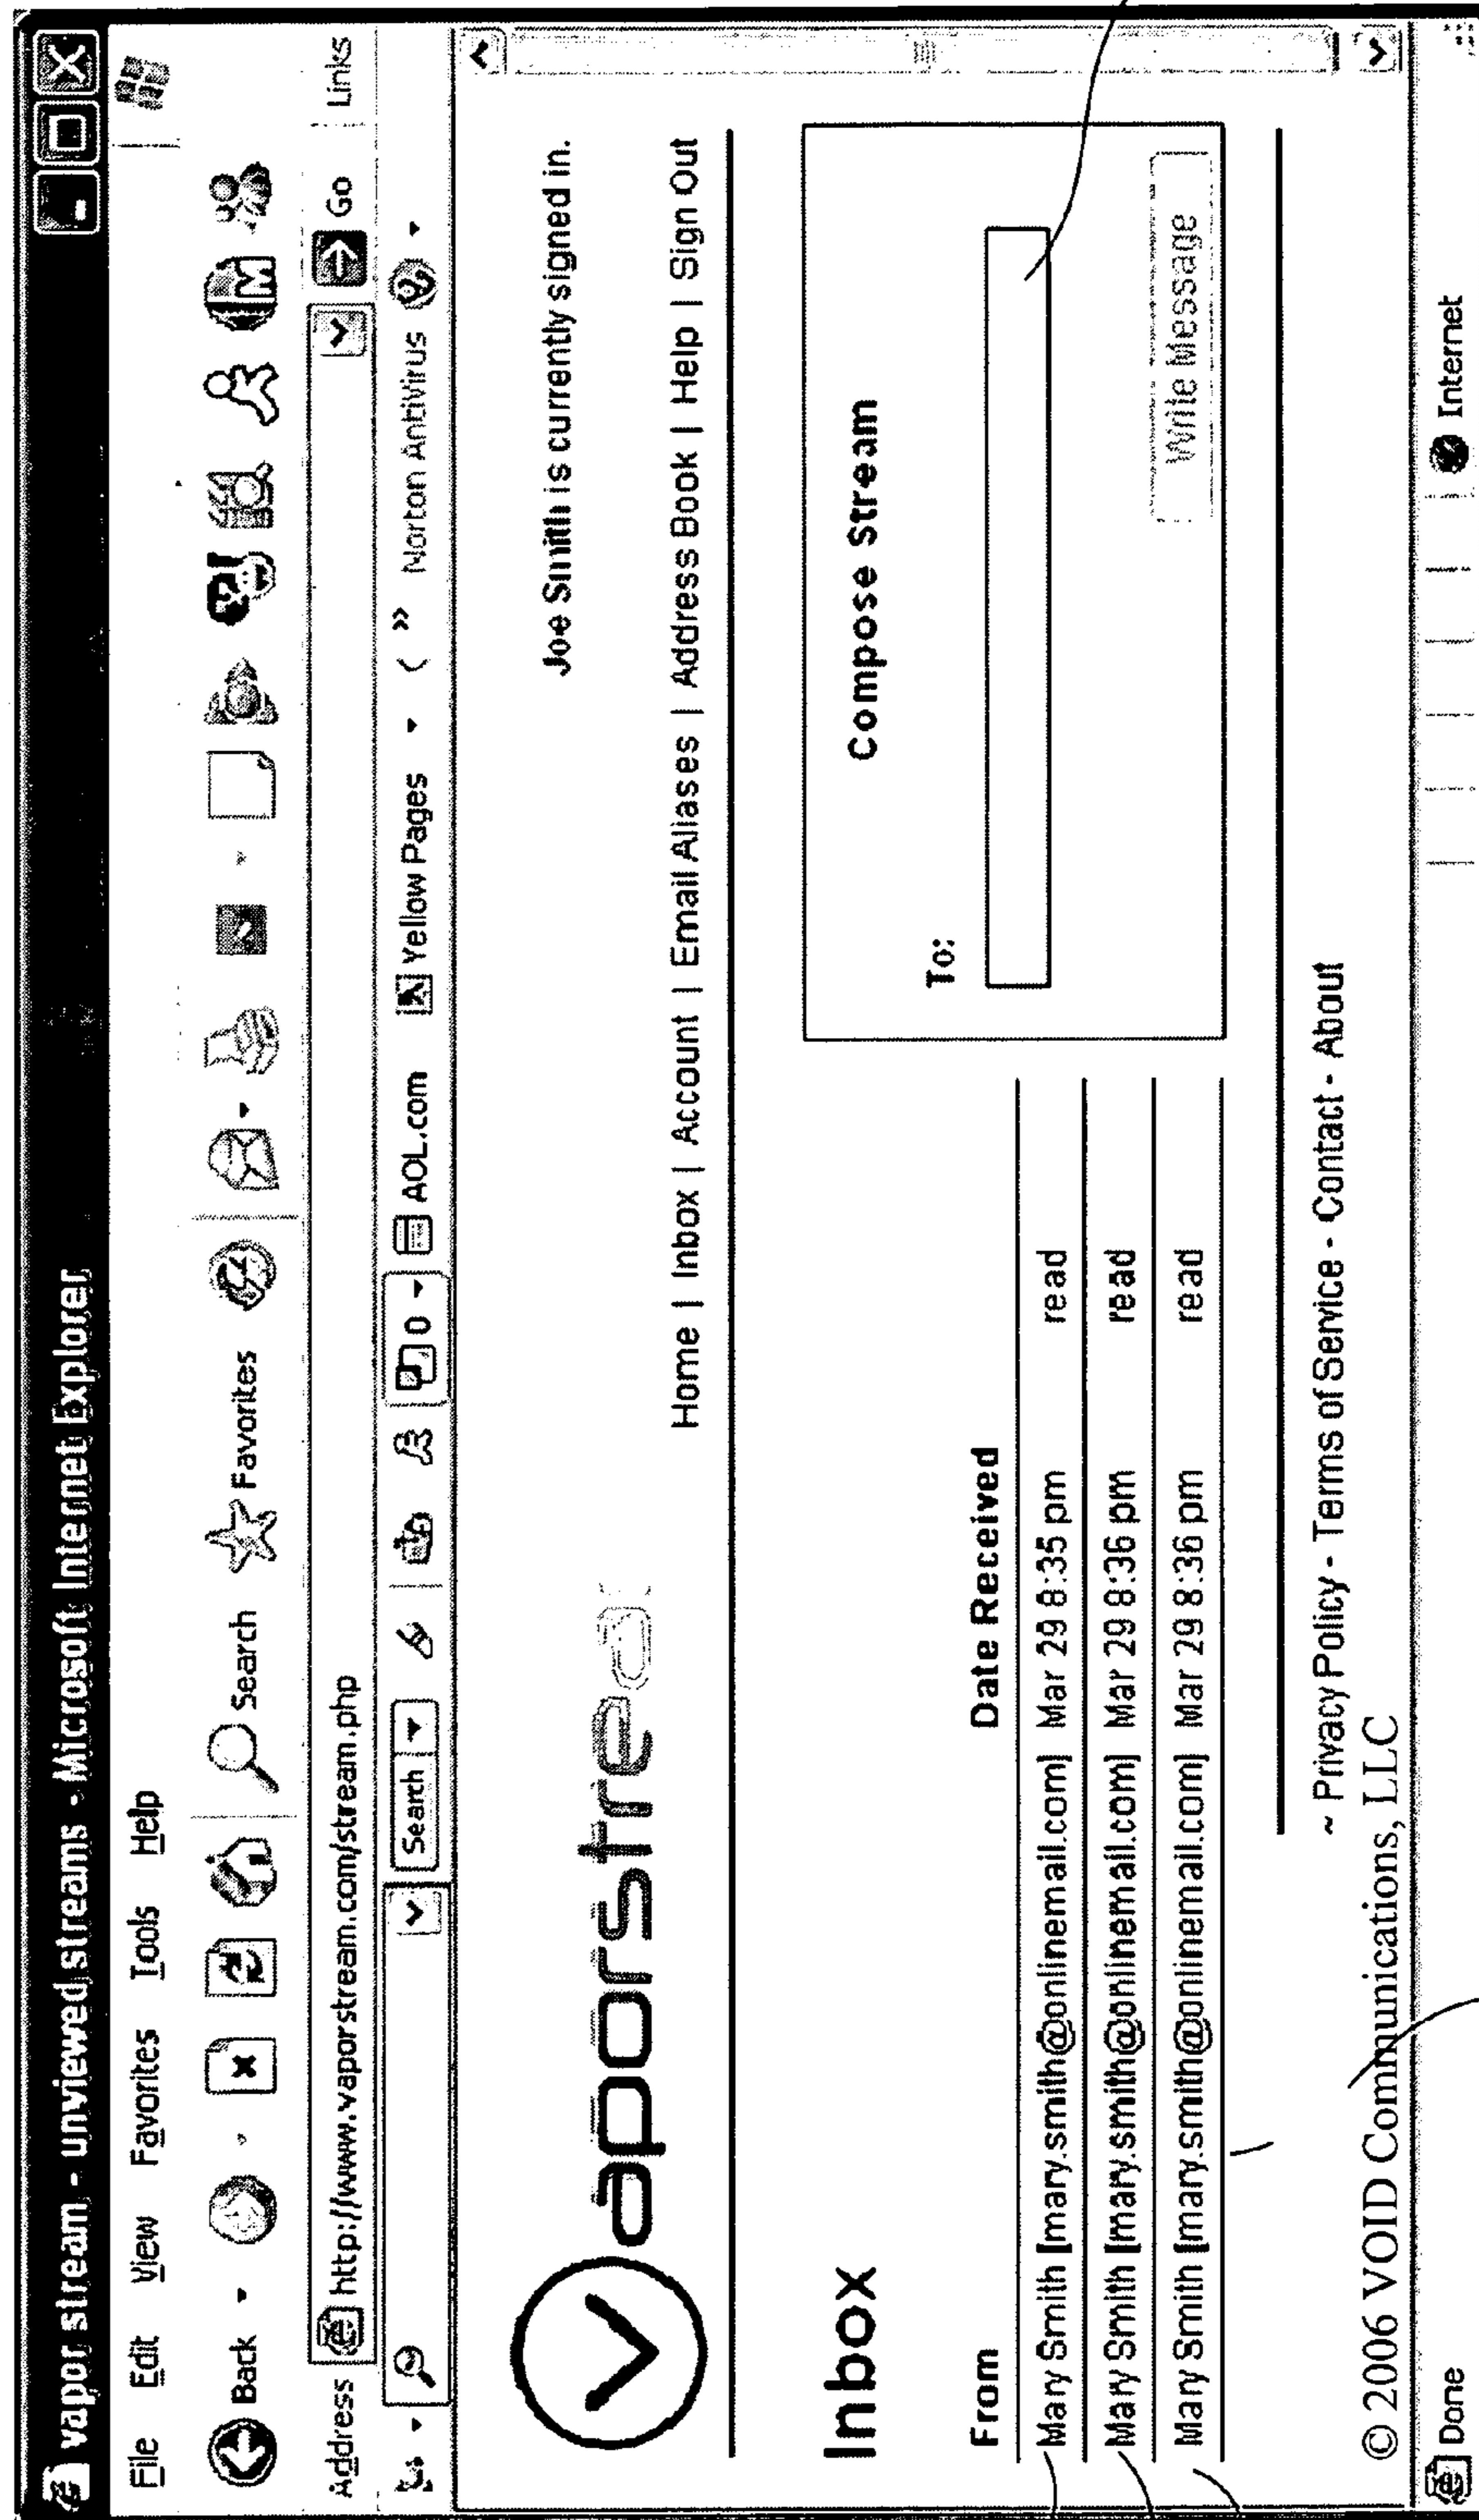 vapor stream - unviewed streams - Microsoft Internet Explorer
File Edit View Favorites Tools Help
Back Search Favorites
Address http://www.vaporstream.com/stream.php Go Links
Search 0 AOL.com Yellow Pages ( » Norton AntiVirus
vaporstrea
Joe Smith is currently signed in.
Home | Inbox | Account | Email Aliases | Address Book | Help | Sign Out
Inbox
From Date Received
Mary Smith [mary.smith@onlinemail.com] Mar 29 8:35 pm read
Mary Smith [mary.smith@onlinemail.com] Mar 29 8:36 pm read
Mary Smith [mary.smith@onlinemail.com] Mar 29 8:36 pm read
Compose Stream
To:
Write Message
~ Privacy Policy - Terms of Service - Contact - About
© 2006 VOID Communications, LLC
Done Internet